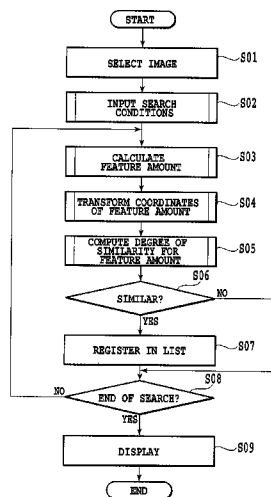 START
SELECT IMAGE
S01
INPUT SEARCH
CONDITIONS
S02
CALCULATE
FEATURE AMOUNT
S03
TRANSFORM COORDINATES
OF FEATURE AMOUNT
S04
COMPUTE DEGREE OF
SIMILARITY FOR
FEATURE AMOUNT
S05
S06
SIMILAR?
NO
YES
REGISTER IN LIST
S07
S08
NO
END OF SEARCH?
YES
DISPLAY
S09
END